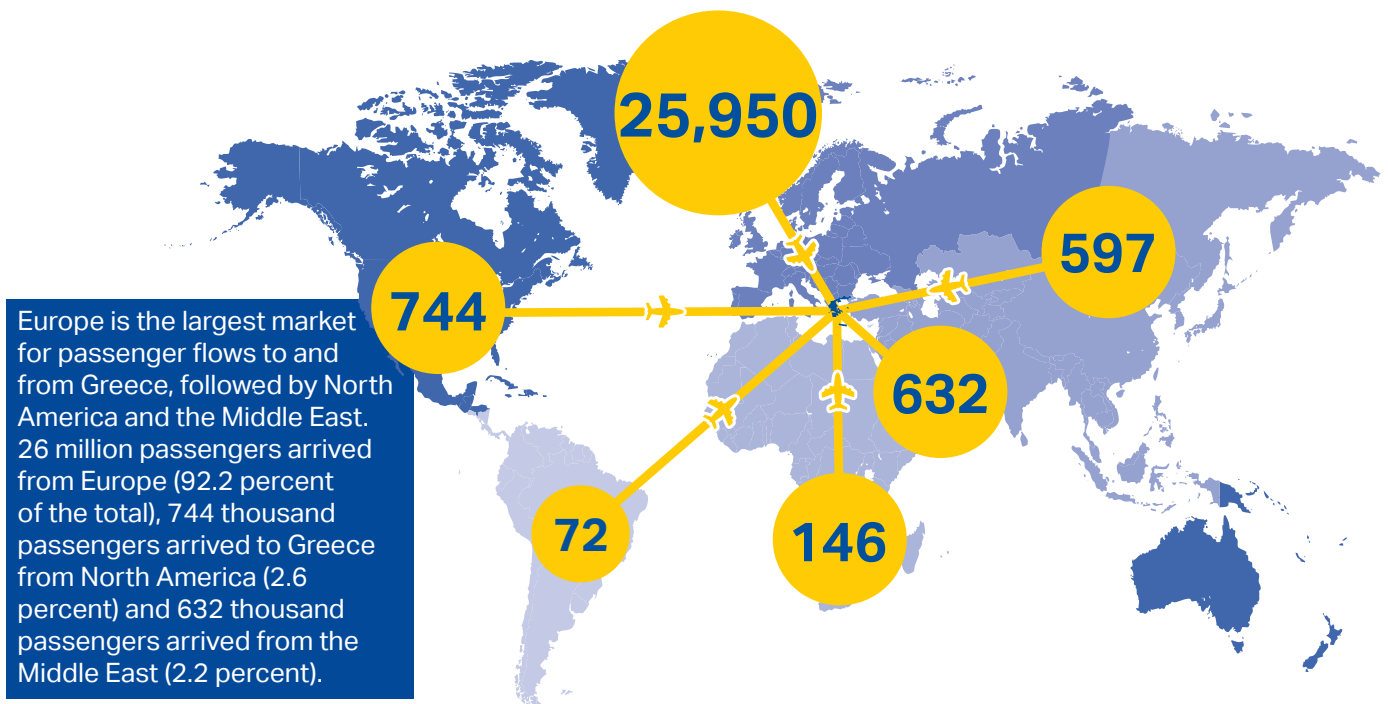 25,950
597
744
632
72
146
Europe is the largest market
for passenger flows to and
from Greece, followed by North
America and the Middle East.
26 million passengers arrived
from Europe (92.2 percent
of the total), 744 thousand
passengers arrived to Greece
from North America (2.6
percent) and 632 thousand
passengers arrived from the
Middle East (2.2 percent).